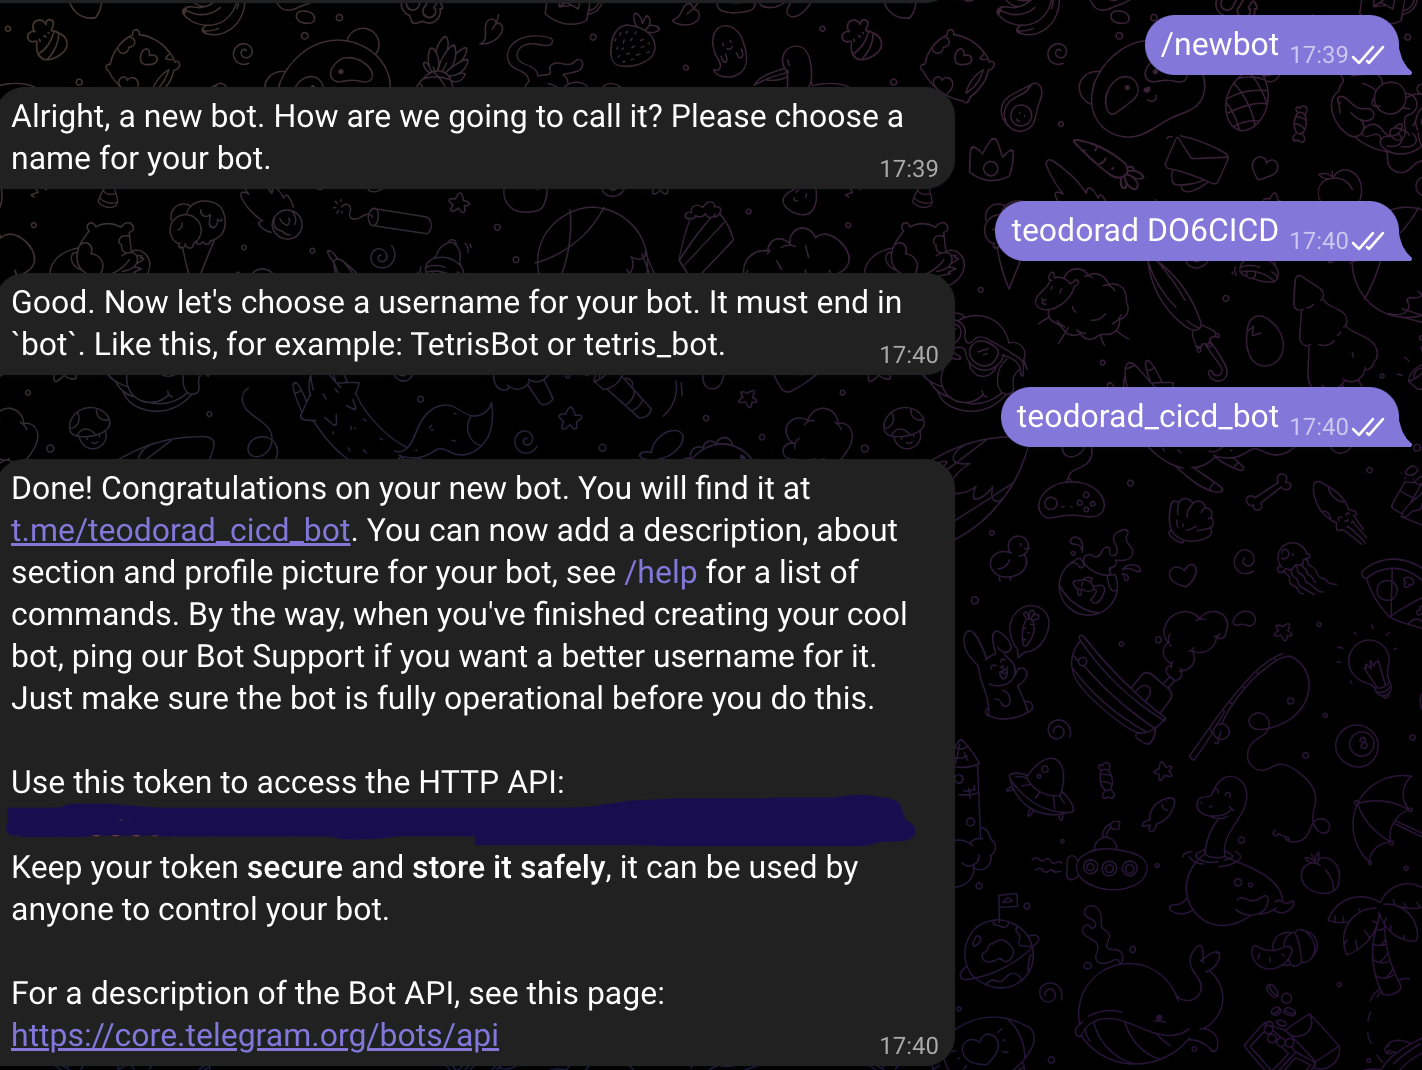 /newbot 17:39
Alright, a new bot. How are we going to call it? Please choose a
name for your bot.
17:39
teodorad DO6CICD 17:40
Good. Now let's choose a username for your bot. It must end in
`bot`. Like this, for example: TetrisBot or tetris_bot.
17:40
teodorad_cicd_bot 17:40
Done! Congratulations on your new bot. You will find it at
t.me/teodorad_cicd_bot. You can now add a description, about
section and profile picture for your bot, see /help for a list of
commands. By the way, when you've finished creating your cool
bot, ping our Bot Support if you want a better username for it.
Just make sure the bot is fully operational before you do this.
Use this token to access the HTTP API:
Keep your token secure and store it safely, it can be used by
anyone to control your bot.
For a description of the Bot API, see this page:
https://core.telegram.org/bots/api
17:40